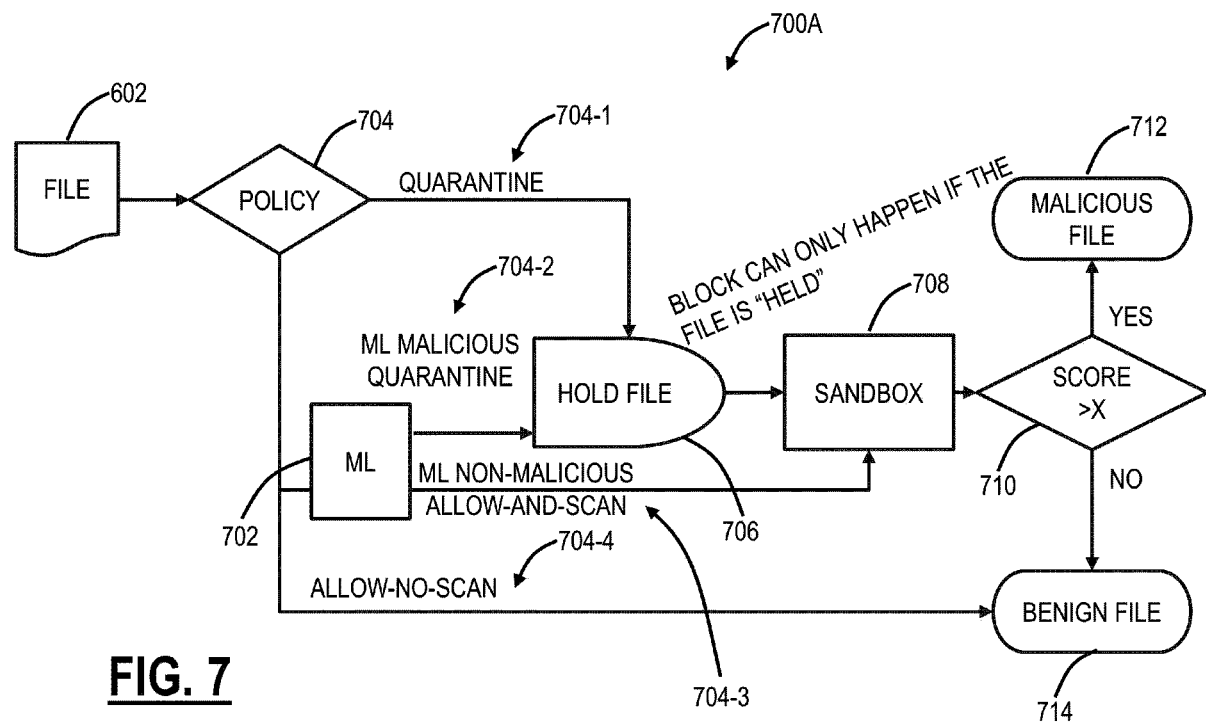 700A
602
704
704-1
712
FILE
POLICY
QUARANTINE
BLOCK CAN ONLY HAPPEN IF THE
FILE IS “HELD”
MALICIOUS
FILE
704-2
708
YES
ML MALICIOUS
QUARANTINE
HOLD FILE
SANDBOX
SCORE
>X
ML
ML NON-MALICIOUS
ALLOW-AND-SCAN
710
NO
702
706
704-4
ALLOW-NO-SCAN
BENIGN FILE
FIG. 7
704-3
714